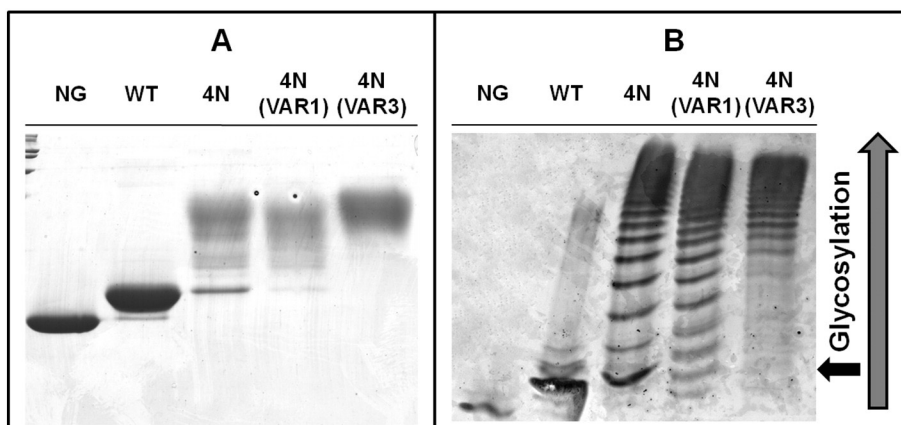 A
NG WT 4N 4N (VAR1) 4N (VAR3)
B
NG WT 4N 4N (VAR1) 4N (VAR3)
Glycosylation